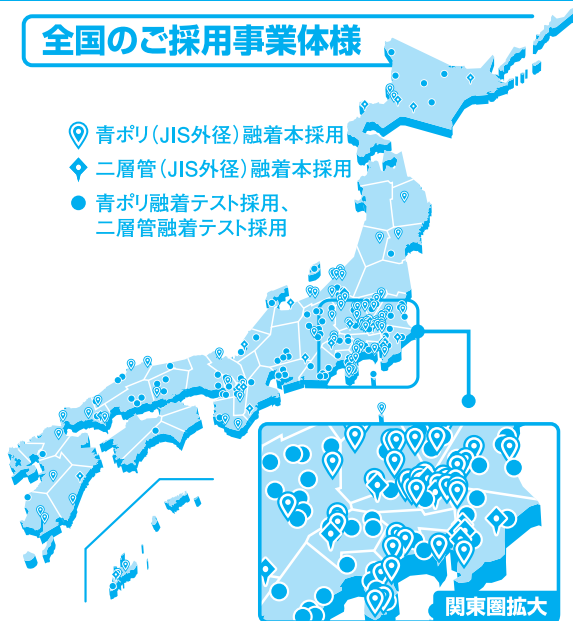 全国のご採用事業体様
青ポリ（JIS外径）融着本採用
二層管（JIS外径）融着本採用
青ポリ融着テスト採用、
二層管融着テスト採用
関東圏拡大